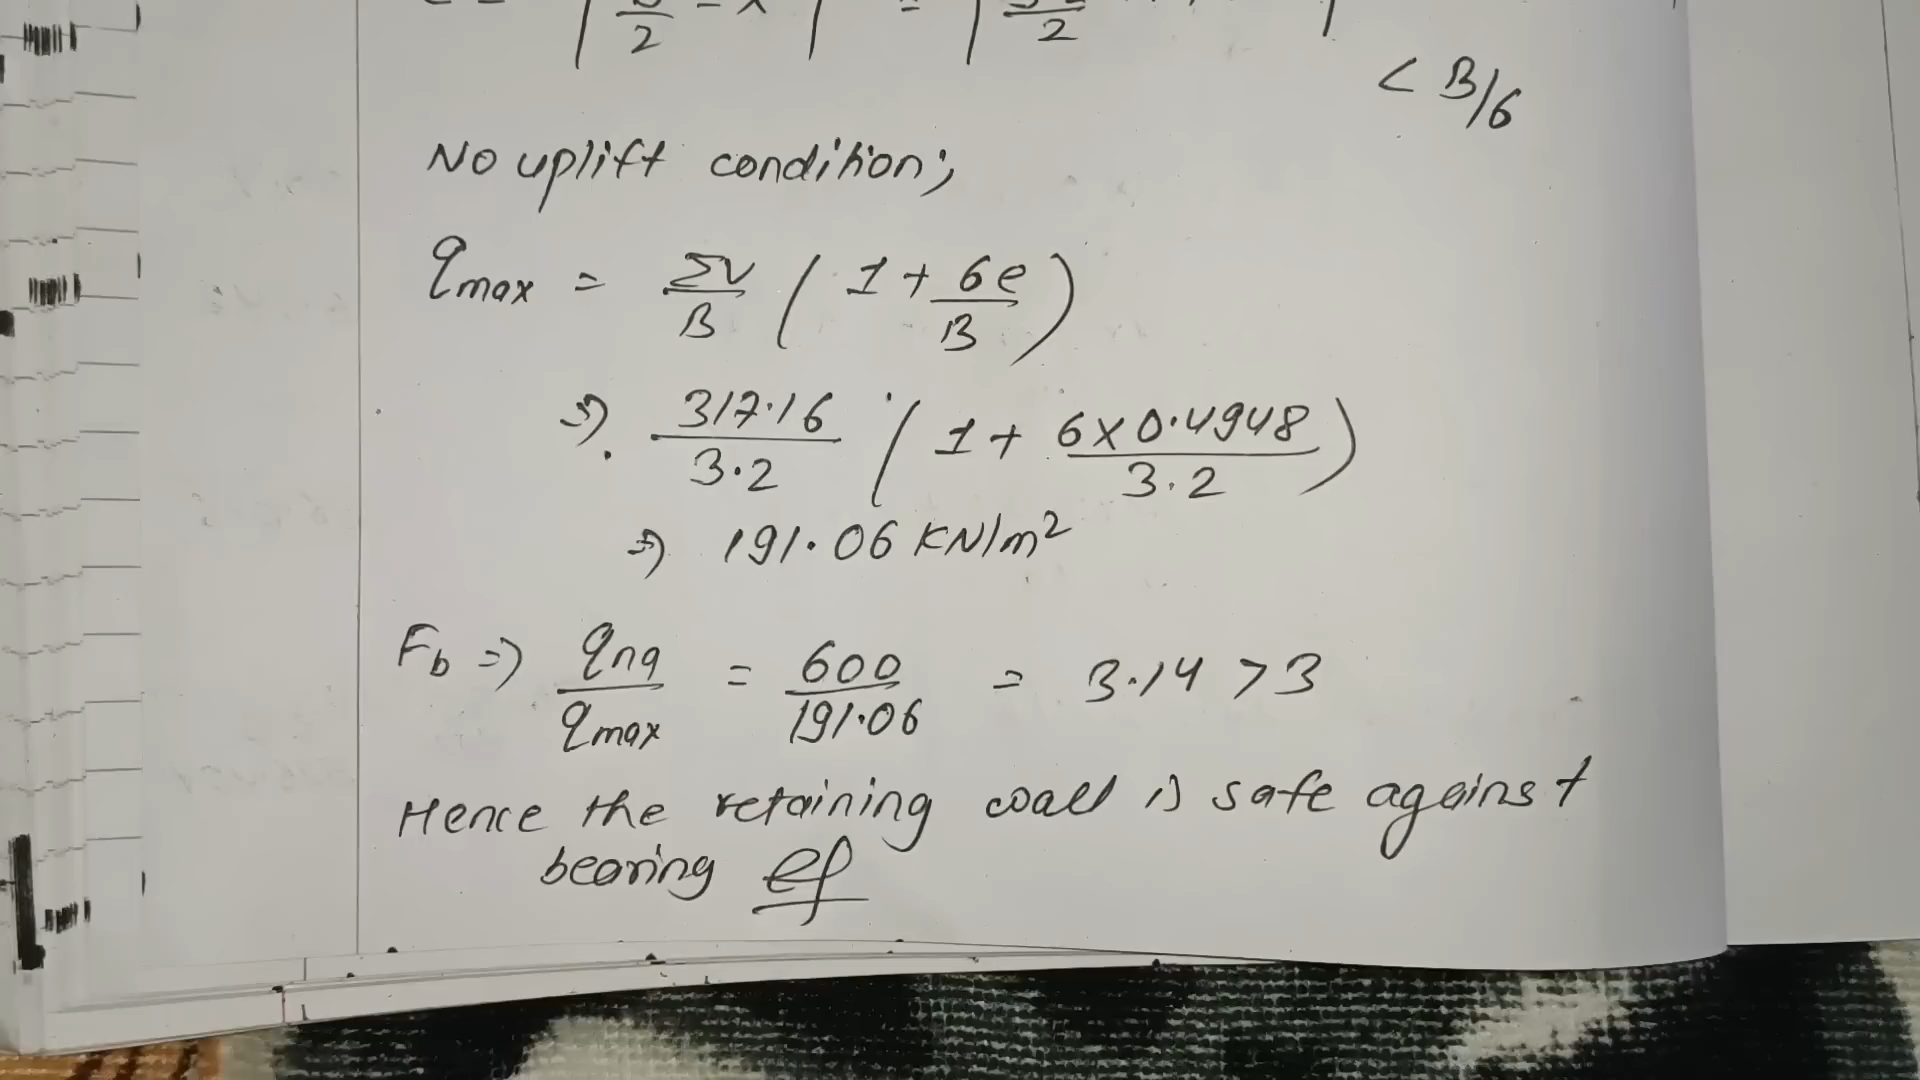 2 2
< B/6
No uplift condition;
qmax = ΣV/B (1 + 6e/B)
⇒ 317.16/3.2 (1 + 6×0.4948/3.2)
⇒ 191.06 KN/m²
Fb ⇒ qna/qmax = 600/191.06 = 3.14 > 3
Hence the retaining wall is safe against
bearing